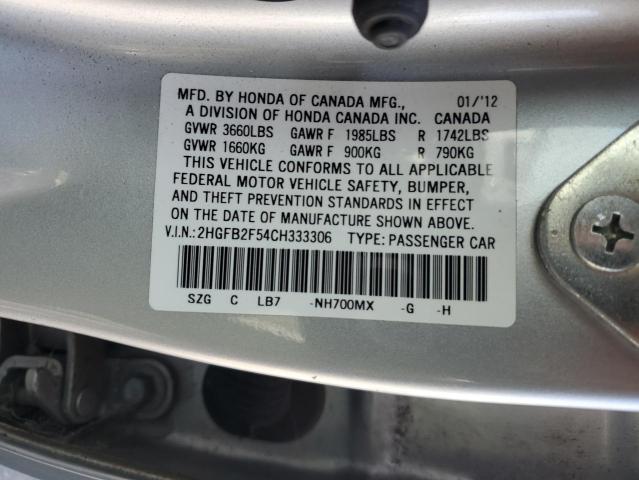 MFD. BY HONDA OF CANADA MFG., 01/'12
A DIVISION OF HONDA CANADA INC. CANADA
GVWR 3660LBS GAWR F 1985LBS R 1742LBS
GVWR 1660KG GAWR F 900KG R 790KG
THIS VEHICLE CONFORMS TO ALL APPLICABLE
FEDERAL MOTOR VEHICLE SAFETY, BUMPER,
AND THEFT PREVENTION STANDARDS IN EFFECT
ON THE DATE OF MANUFACTURE SHOWN ABOVE.
V.I.N.:2HGFB2F54CH333306 TYPE:PASSENGER CAR
SZG C LB7 -NH700MX -G -H